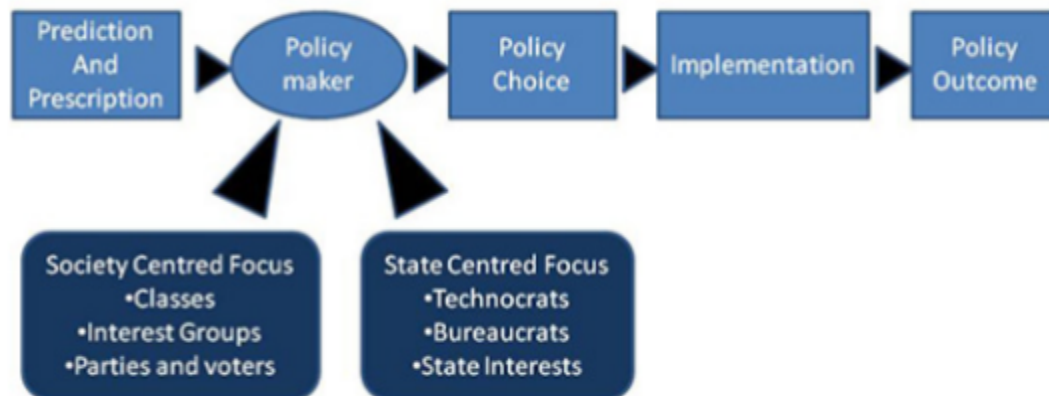 Prediction
And
Prescription
Policy
maker
Policy
Choice
Implementation
Policy
Outcome
Society Centred Focus
•Classes
•Interest Groups
•Parties and voters
State Centred Focus
•Technocrats
•Bureaucrats
•State Interests